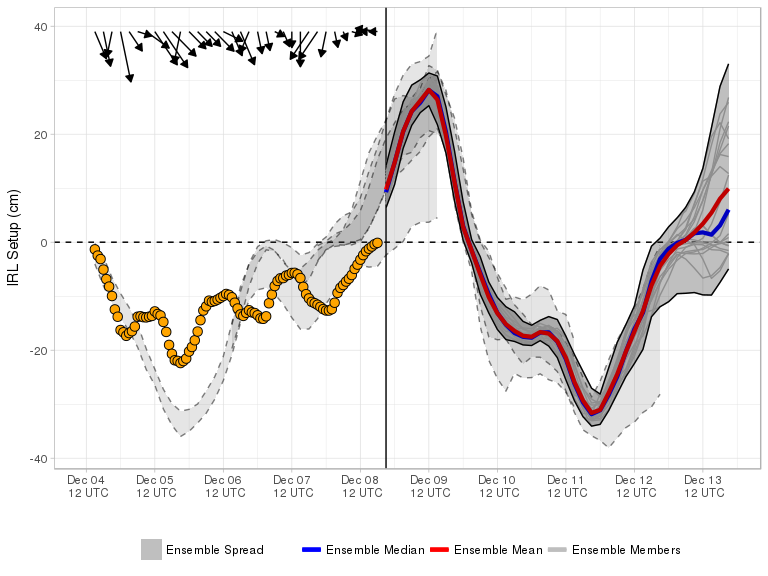 40
20
0
-20
-40
IRL Setup (cm)
Dec 04 Dec 05 Dec 06 Dec 07 Dec 08 Dec 09 Dec 10 Dec 11 Dec 12 Dec 13
12 UTC 12 UTC 12 UTC 12 UTC 12 UTC 12 UTC 12 UTC 12 UTC 12 UTC 12 UTC
Ensemble Spread Ensemble Median Ensemble Mean Ensemble Members